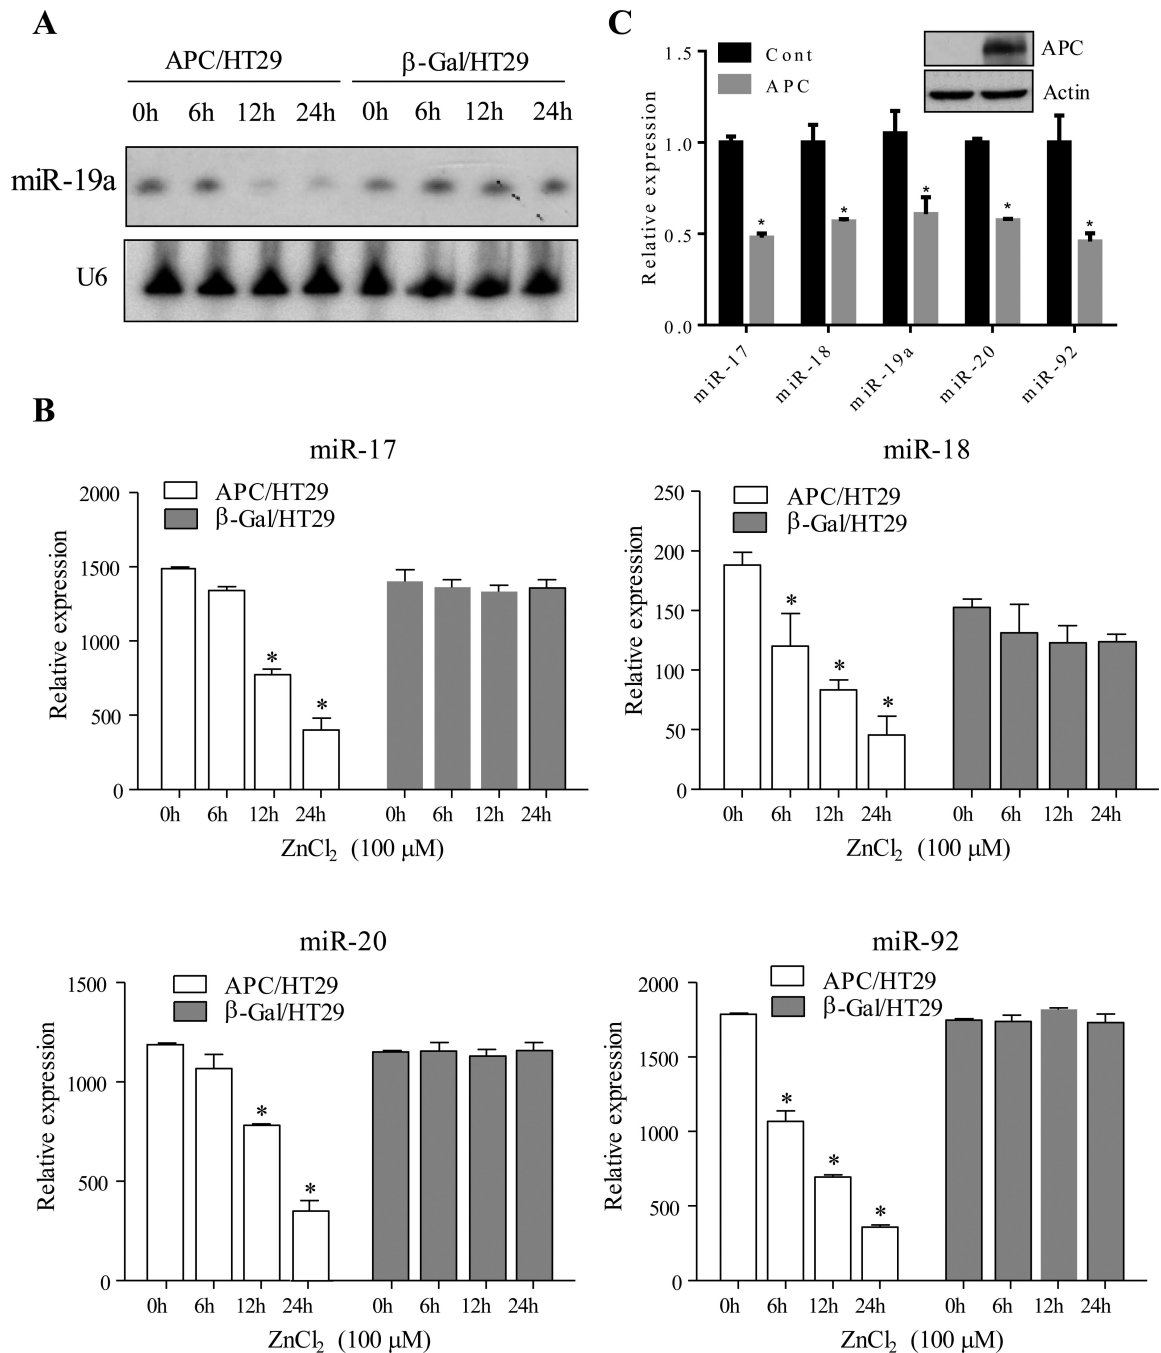 A
APC/HT29 β-Gal/HT29
0h 6h 12h 24h 0h 6h 12h 24h
miR-19a
U6
C
1.5
1.0
0.5
0.0
Relative expression
Cont
APC
APC
Actin
* * * * *
miR-17 miR-18 miR-19a miR-20 miR-92
B
miR-17
APC/HT29
β-Gal/HT29
2000
1500
1000
500
0
Relative expression
* *
0h 6h 12h 24h 0h 6h 12h 24h
ZnCl₂ (100 μM)
miR-18
APC/HT29
β-Gal/HT29
250
200
150
100
50
0
Relative expression
* * *
0h 6h 12h 24h 0h 6h 12h 24h
ZnCl₂ (100 μM)
miR-20
APC/HT29
β-Gal/HT29
1500
1000
500
0
Relative expression
* *
0h 6h 12h 24h 0h 6h 12h 24h
ZnCl₂ (100 μM)
miR-92
APC/HT29
β-Gal/HT29
2000
1500
1000
500
0
Relative expression
* * *
0h 6h 12h 24h 0h 6h 12h 24h
ZnCl₂ (100 μM)